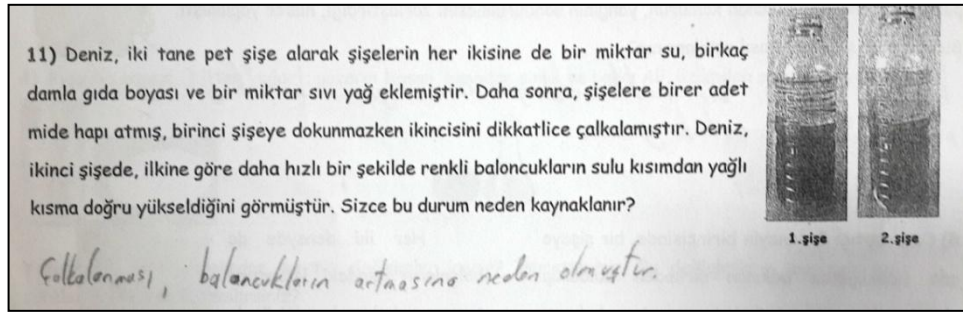 11) Deniz, iki tane pet şişe alarak şişelerin her ikisine de bir miktar su, birkaç
damla gıda boyası ve bir miktar sıvı yağ eklemiştir. Daha sonra, şişelere birer adet
mide hapı atmış, birinci şişeye dokunmazken ikincisini dikkatlice çalkalamıştır. Deniz,
ikinci şişede, ilkine göre daha hızlı bir şekilde renkli baloncukların sulu kısımdan yağlı
kısma doğru yükseldiğini görmüştür. Sizce bu durum neden kaynaklanır?
1.şişe 2.şişe
Çalkalanması, baloncukların artmasına neden olmuştur.